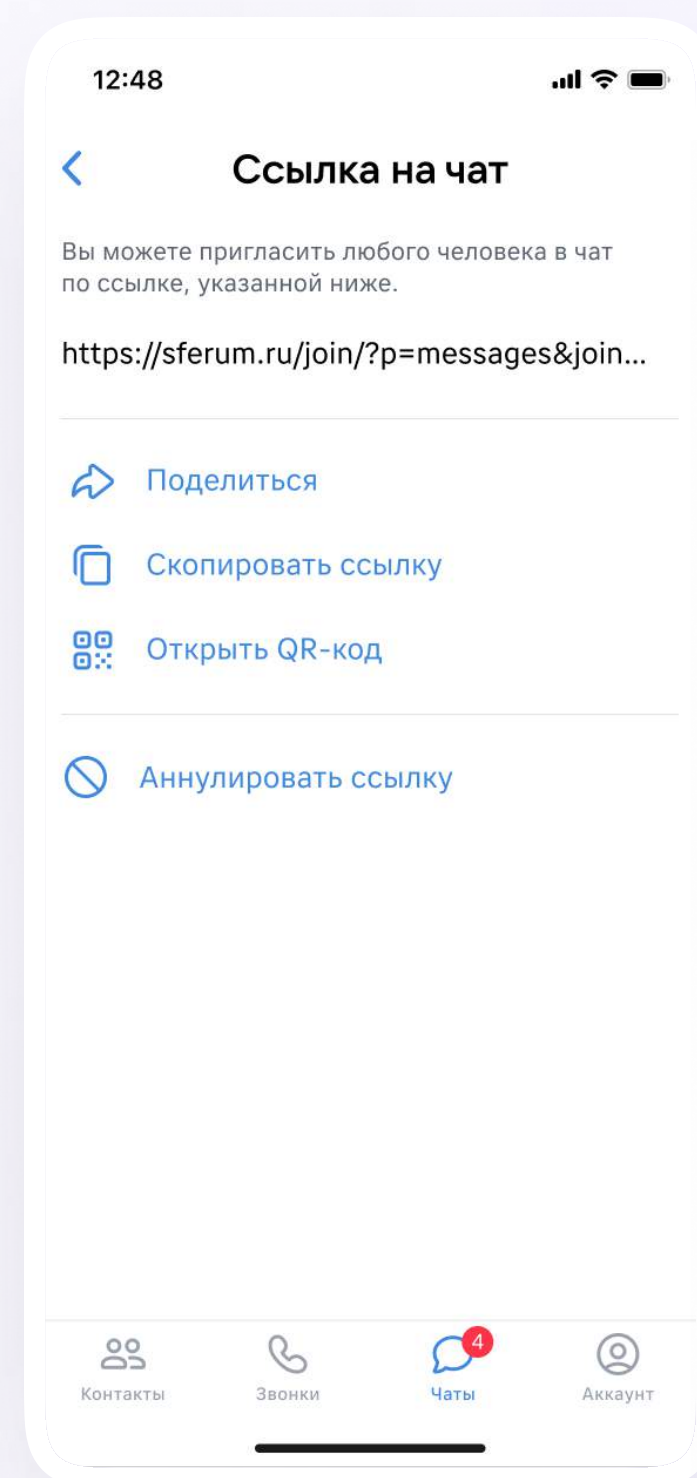 12:48
Ссылка на чат
Вы можете пригласить любого человека в чат
по ссылке, указанной ниже.
https://sferum.ru/join/?p=messages&join...
Поделиться
Скопировать ссылку
Открыть QR-код
Аннулировать ссылку
4
Контакты Звонки Чаты Аккаунт